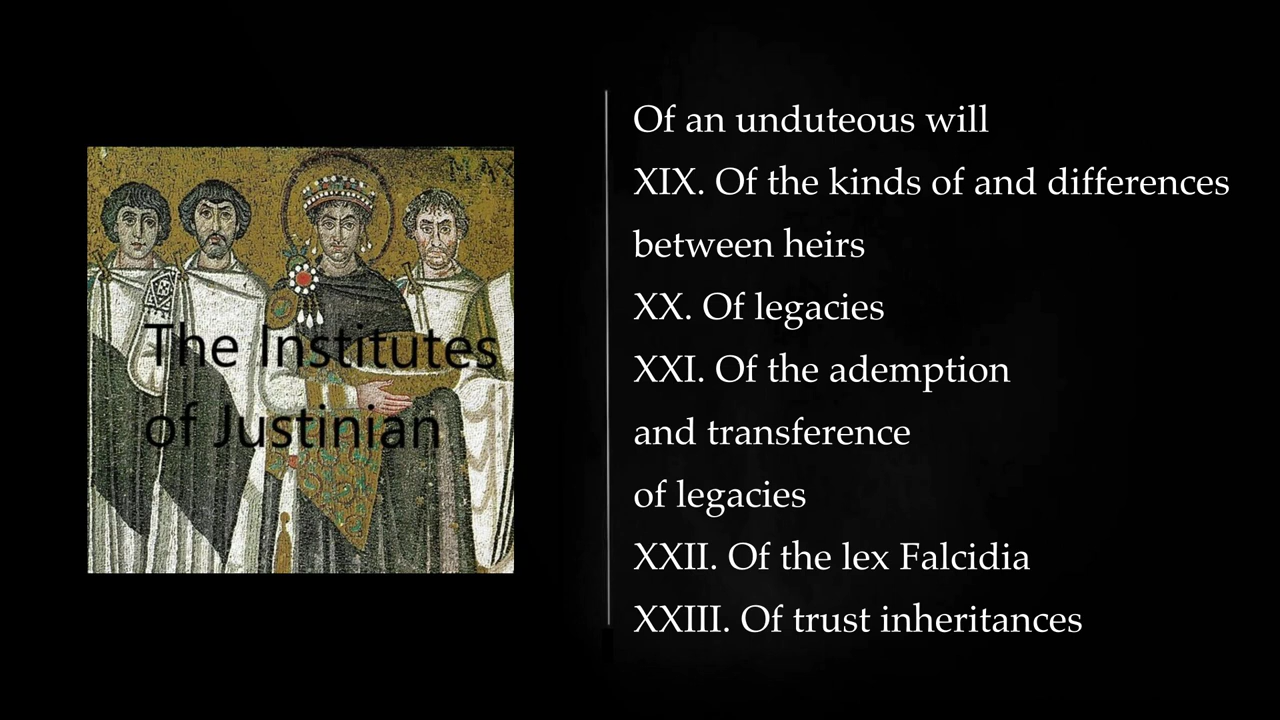 The Institutes
of Justinian
Of an unduteous will
XIX. Of the kinds of and differences
between heirs
XX. Of legacies
XXI. Of the ademption
and transference
of legacies
XXII. Of the lex Falcidia
XXIII. Of trust inheritances